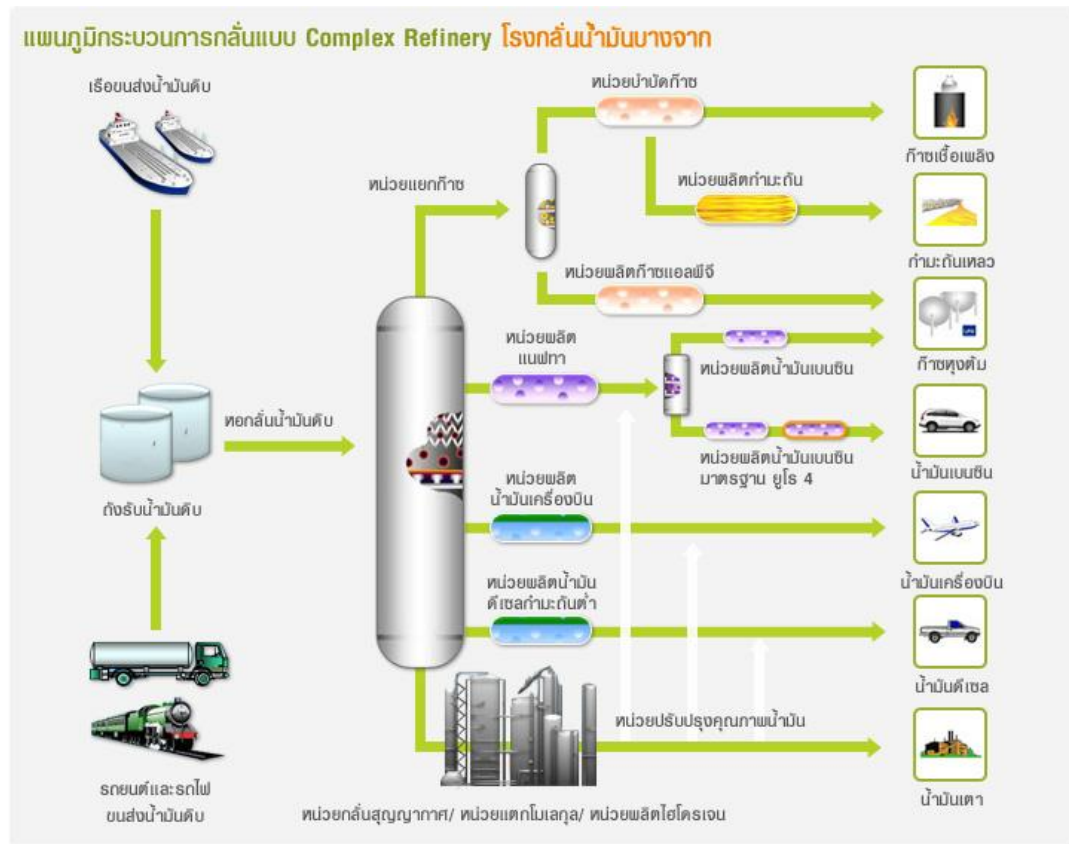 แผนภูมิกระบวนการกลั่นแบบ Complex Refinery โรงกลั่นน้ำมันบางจาก
เรือขนส่งน้ำมันดิบ
ถังรับน้ำมันดิบ
รถยนต์และรถไฟ
ขนส่งน้ำมันดิบ
หอกลั่นน้ำมันดิบ
หน่วยแยกก๊าซ
หน่วยบำบัดก๊าซ
หน่วยผลิตกำมะถัน
หน่วยผลิตก๊าซแอลพีจี
หน่วยผลิต
แนฟทา
หน่วยผลิตน้ำมันเบนซิน
หน่วยผลิตน้ำมันเบนซิน
มาตรฐาน ยูโร 4
หน่วยผลิต
น้ำมันเครื่องบิน
หน่วยผลิตน้ำมัน
ดีเซลกำมะถันต่ำ
หน่วยปรับปรุงคุณภาพน้ำมัน
หน่วยกลั่นสุญญากาศ/ หน่วยแตกโมเลกุล/ หน่วยผลิตไฮโดรเจน
ก๊าซเชื้อเพลิง
กำมะถันเหลว
ก๊าซหุงต้ม
น้ำมันเบนซิน
น้ำมันเครื่องบิน
น้ำมันดีเซล
น้ำมันเตา